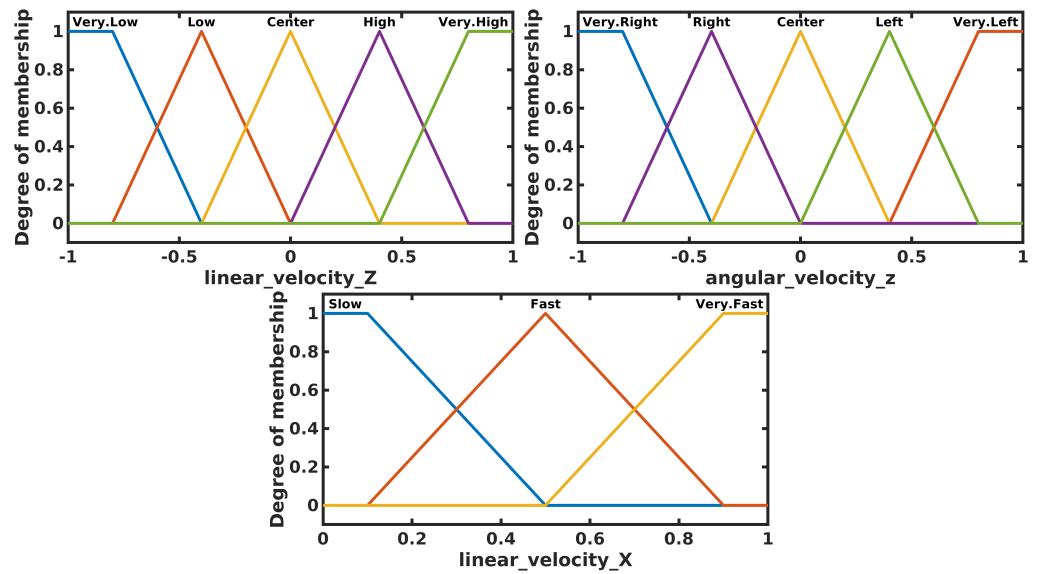 Very.Low Low Center High Very.High
1
0.8
0.6
0.4
0.2
0
Degree of membership
-1 -0.5 0 0.5 1
linear_velocity_Z
Very.Right Right Center Left Very.Left
1
0.8
0.6
0.4
0.2
0
Degree of membership
-1 -0.5 0 0.5 1
angular_velocity_z
Slow Fast Very.Fast
1
0.8
0.6
0.4
0.2
0
Degree of membership
0 0.2 0.4 0.6 0.8 1
linear_velocity_X